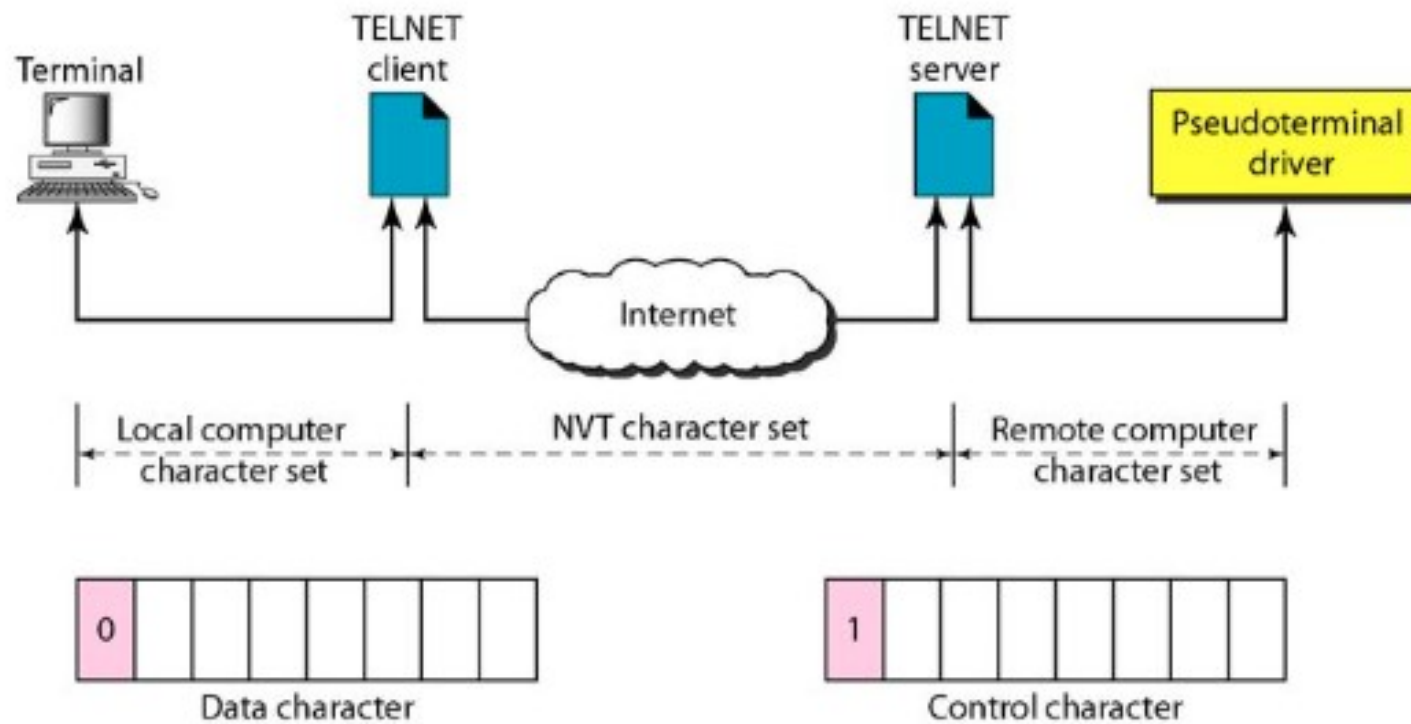 TELNET
client
TELNET
server
Terminal
Pseudoterminal
driver
Internet
Local computer
character set
NVT character set
Remote computer
character set
0
1
Data character
Control character